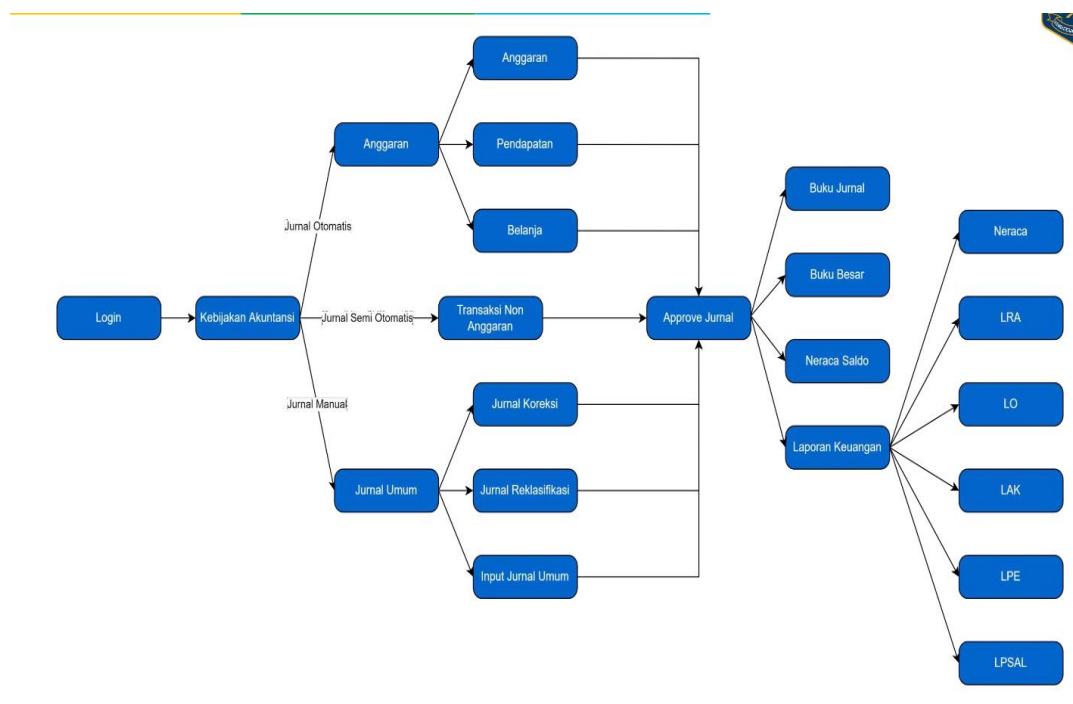 Anggaran
Anggaran
Pendapatan
Belanja
Jurnal Otomatis
Login
Kebijakan Akuntansi
Jurnal Semi Otomatis
Transaksi Non
Anggaran
Approve Jurnal
Jurnal Manual
Jurnal Umum
Jurnal Koreksi
Jurnal Reklasifikasi
Input Jurnal Umum
Buku Jurnal
Buku Besar
Neraca Saldo
Laporan Keuangan
Neraca
LRA
LO
LAK
LPE
LPSAL